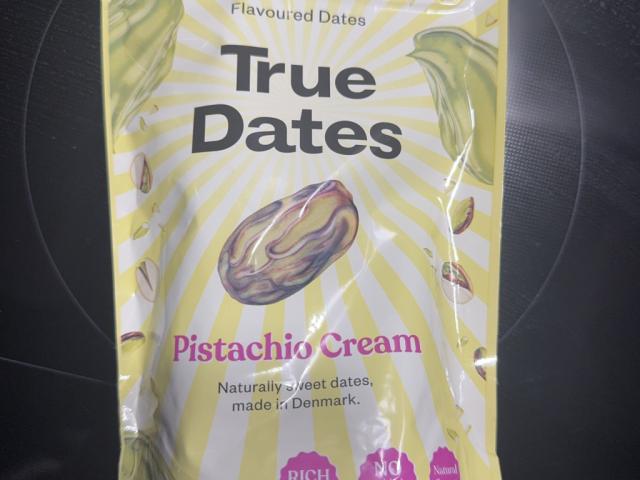 Flavoured Dates
True
Dates
Pistachio Cream
Naturally sweet dates,
made in Denmark.
RICH
NO
Natural